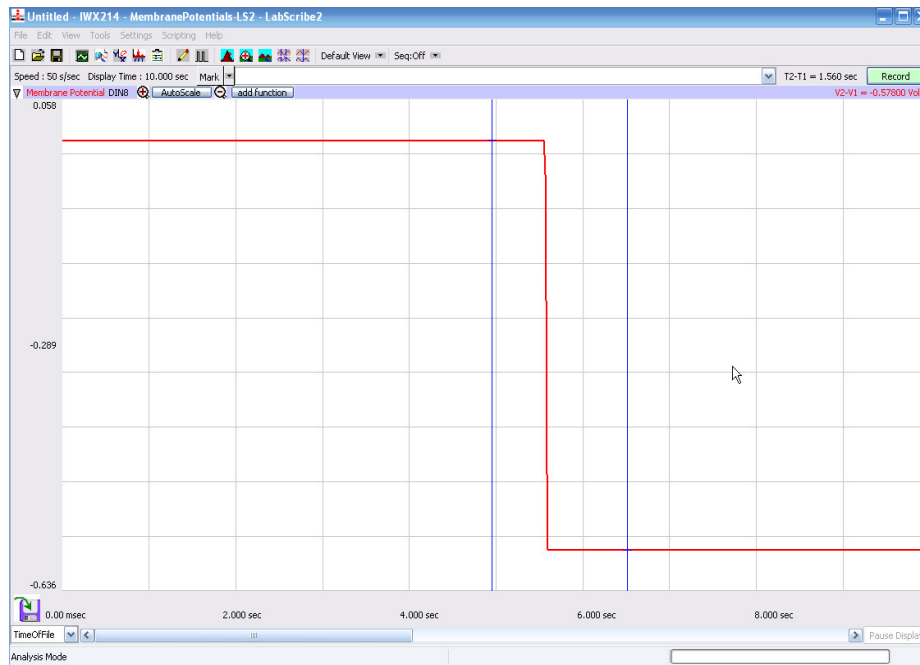 Untitled - IWX214 - MembranePotentials-LS2 - LabScribe2
File Edit View Tools Settings Scripting Help
Default View Seq:Off
Speed : 50 s/sec Display Time : 10.000 sec Mark T2-T1 = 1.560 sec Record
Membrane Potential DIN8 AutoScale add function V2-V1 = -0.57800 Vol
0.058
-0.289
-0.636
0.00 msec 2.000 sec 4.000 sec 6.000 sec 8.000 sec
TimeOfFile Pause Display
Analysis Mode